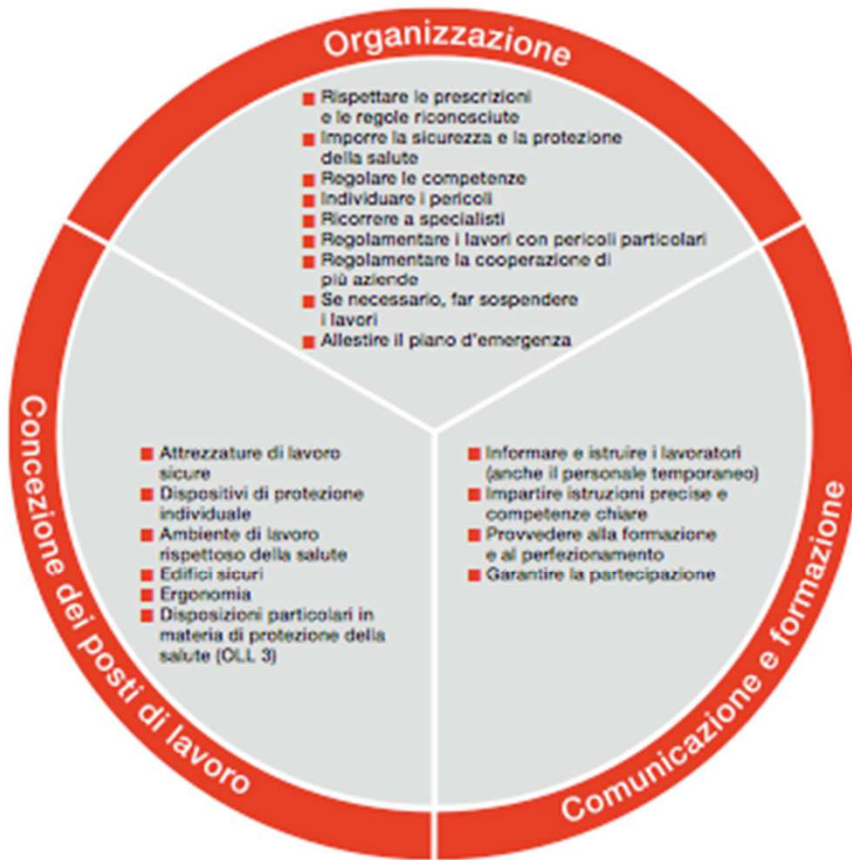 Organizzazione
Rispettare le prescrizioni
e le regole riconosciute
Imporre la sicurezza e la protezione
della salute
Regolare le competenze
Individuare i pericoli
Ricorrere a specialisti
Regolamentare i lavori con pericoli particolari
Regolamentare la cooperazione di
più aziende
Se necessario, far sospendere
i lavori
Allestire il piano d'emergenza
Concezione dei posti di lavoro
Attrezzature di lavoro
sicure
Dispositivi di protezione
individuale
Ambiente di lavoro
rispettoso della salute
Edifici sicuri
Ergonomia
Disposizioni particolari in
materia di protezione della
salute (OLL 3)
Informare e istruire i lavoratori
(anche il personale temporaneo)
Impartire istruzioni precise e
competenze chiare
Provvedere alla formazione
e al perfezionamento
Garantire la partecipazione
Comunicazione e formazione